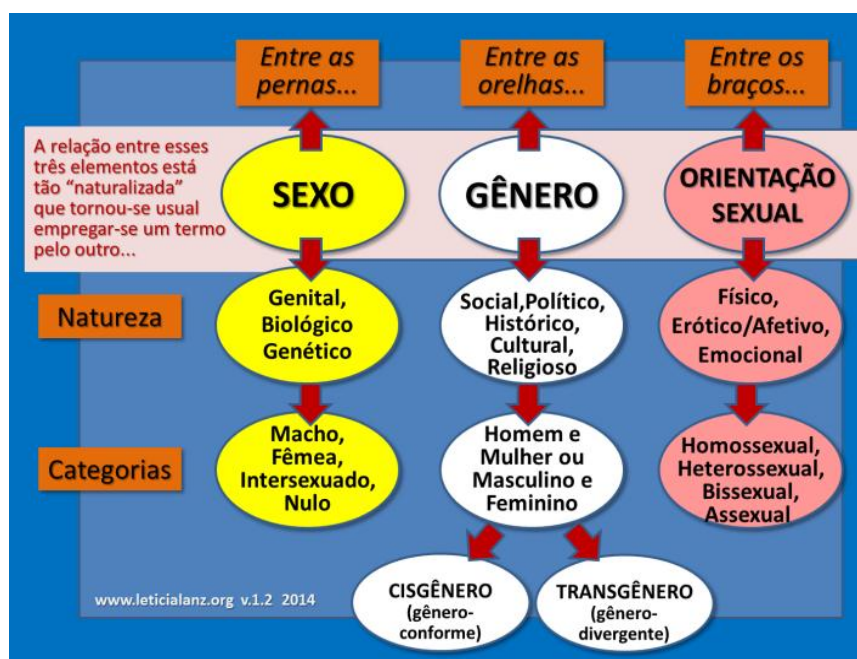 Entre as
pernas...
Entre as
orelhas...
Entre os
braços...
A relação entre esses
três elementos está
tão “naturalizada”
que tornou-se usual
empregar-se um termo
pelo outro...
SEXO
GÊNERO
ORIENTAÇÃO
SEXUAL
Natureza
Genital,
Biológico
Genético
Social,Político,
Histórico,
Cultural,
Religioso
Físico,
Erótico/Afetivo,
Emocional
Categorias
Macho,
Fêmea,
Intersexuado,
Nulo
Homem e
Mulher ou
Masculino e
Feminino
Homossexual,
Heterossexual,
Bissexual,
Assexual
www.leticialanz.org v.1.2 2014
CISGÊNERO
(gênero-
conforme)
TRANSGÊNERO
(gênero-
divergente)